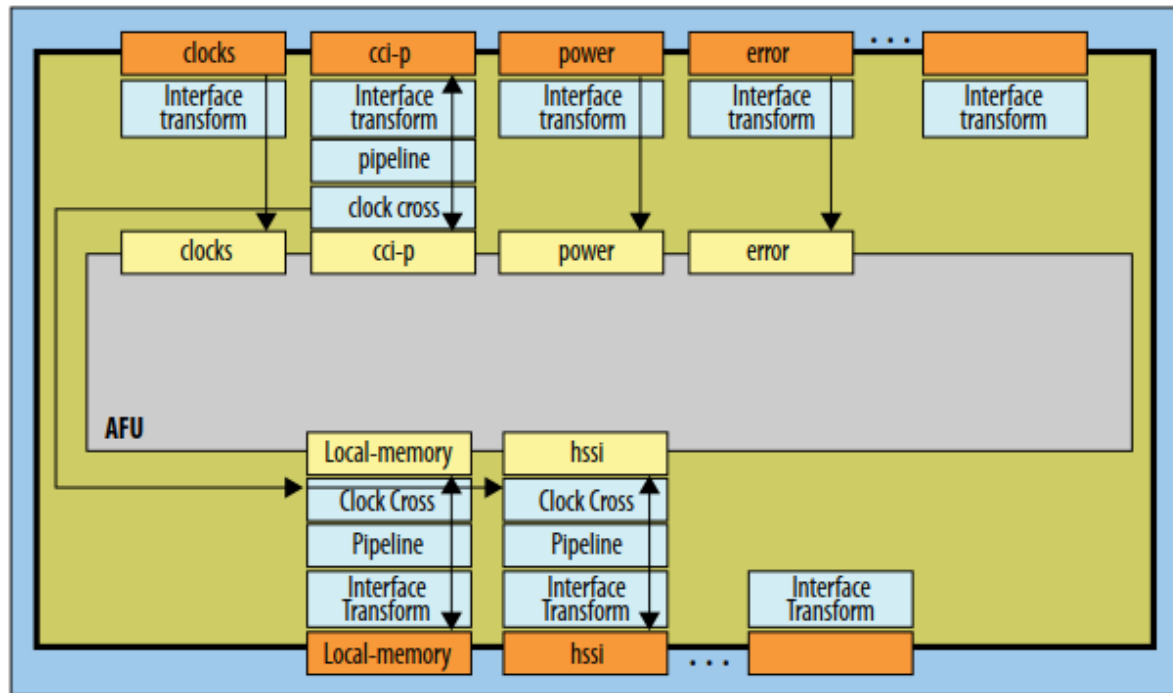 clocks
cci-p
power
error
. . .
Interface
transform
Interface
transform
Interface
transform
Interface
transform
Interface
transform
pipeline
clock cross
clocks
cci-p
power
error
AFU
Local-memory
hssi
Clock Cross
Clock Cross
Pipeline
Pipeline
Interface
Transform
Interface
Transform
Interface
Transform
Local-memory
hssi
. . .